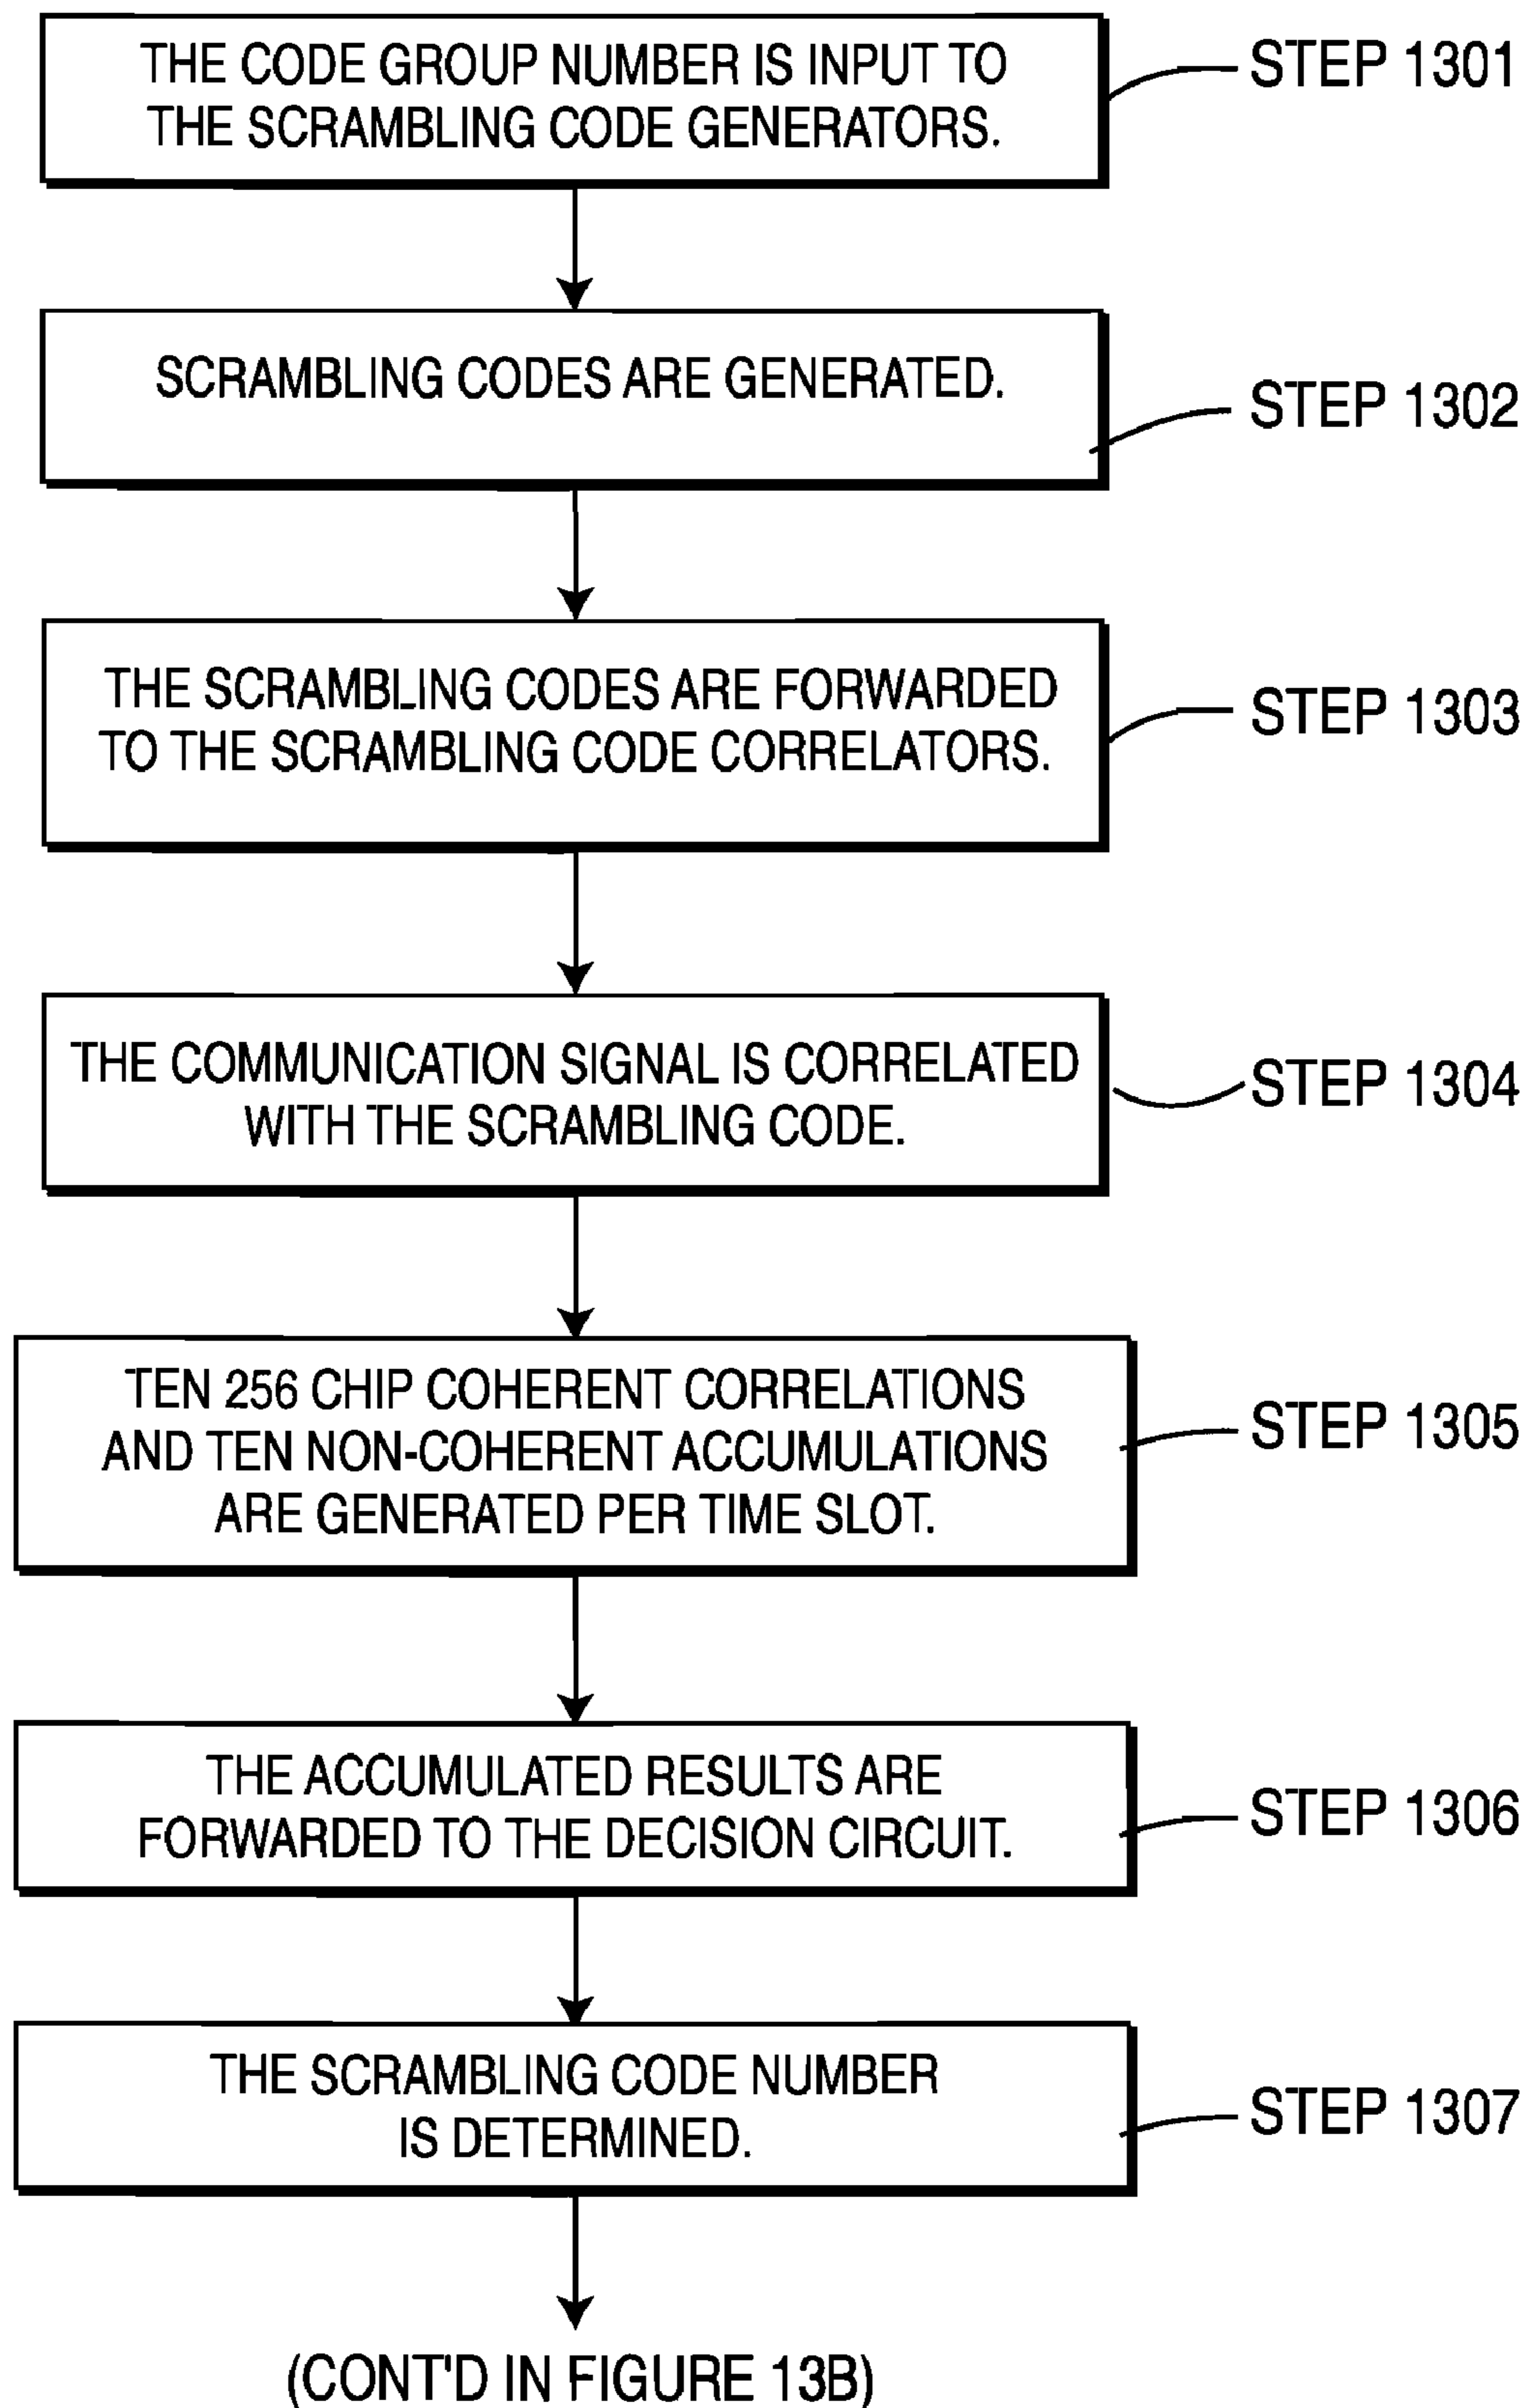 THE CODE GROUP NUMBER IS INPUT TO
THE SCRAMBLING CODE GENERATORS.
STEP 1301
SCRAMBLING CODES ARE GENERATED.
STEP 1302
THE SCRAMBLING CODES ARE FORWARDED
TO THE SCRAMBLING CODE CORRELATORS.
STEP 1303
THE COMMUNICATION SIGNAL IS CORRELATED
WITH THE SCRAMBLING CODE.
STEP 1304
TEN 256 CHIP COHERENT CORRELATIONS
AND TEN NON-COHERENT ACCUMULATIONS
ARE GENERATED PER TIME SLOT.
STEP 1305
THE ACCUMULATED RESULTS ARE
FORWARDED TO THE DECISION CIRCUIT.
STEP 1306
THE SCRAMBLING CODE NUMBER
IS DETERMINED.
STEP 1307
(CONT'D IN FIGURE 13B)